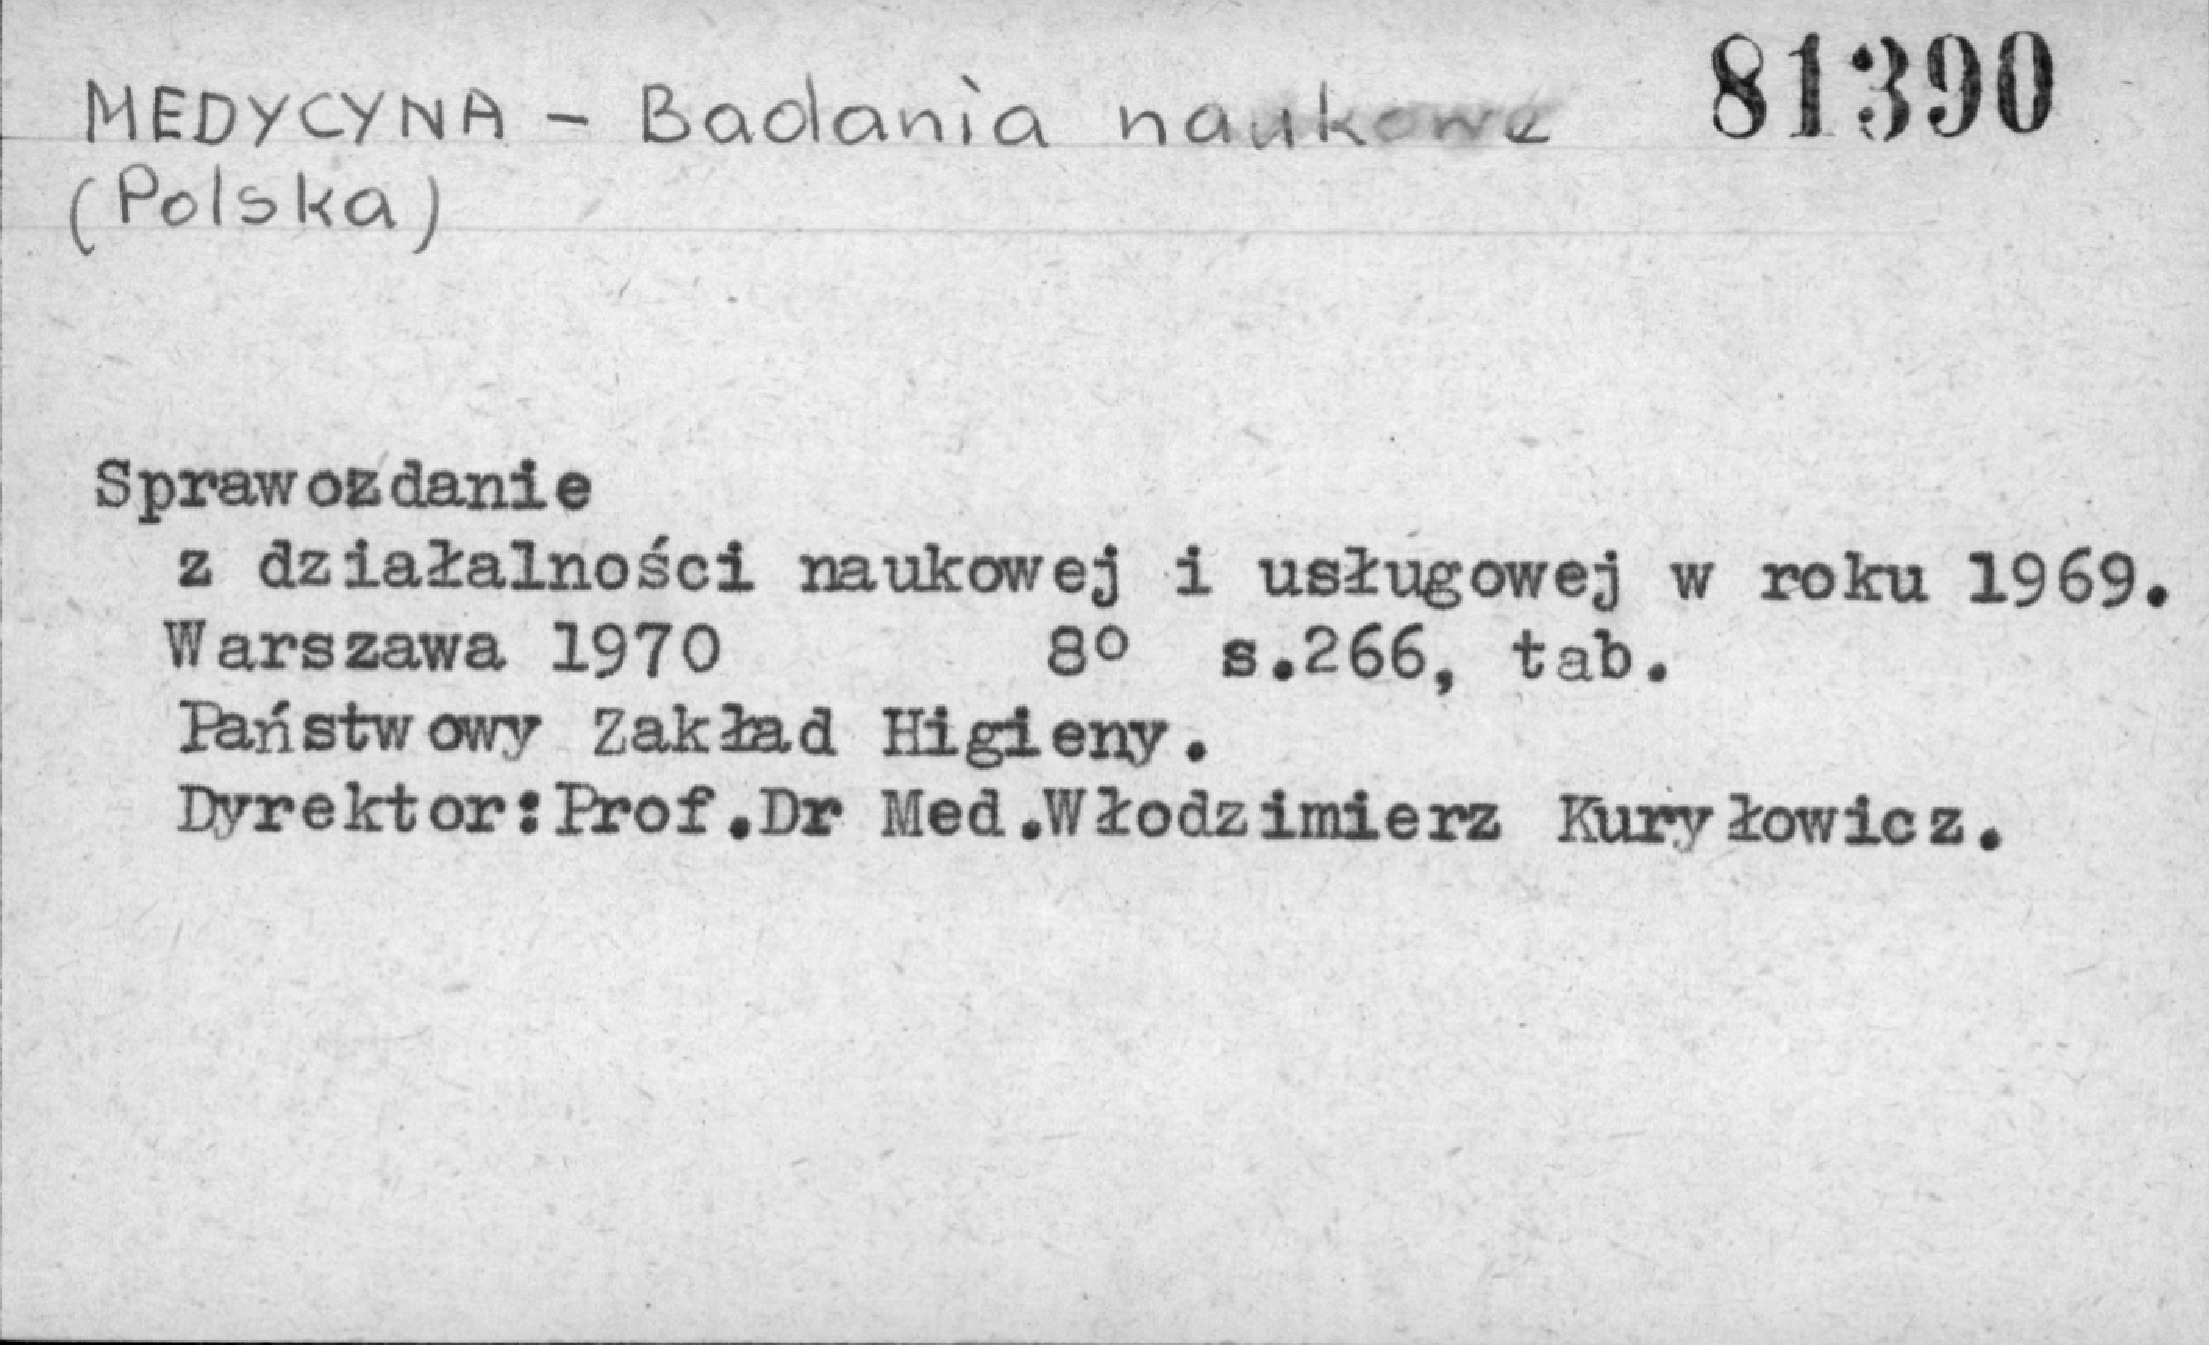 MEDYCYNA - Badania naukowe 81390
(Polska)
Sprawozdanie
z działalności naukowej i usługowej w roku 1969.
Warszawa 1970 8° s.266, tab.
Państwowy Zakład Higieny.
Dyrektor:Prof.Dr Med.Włodzimierz Kuryłowicz.